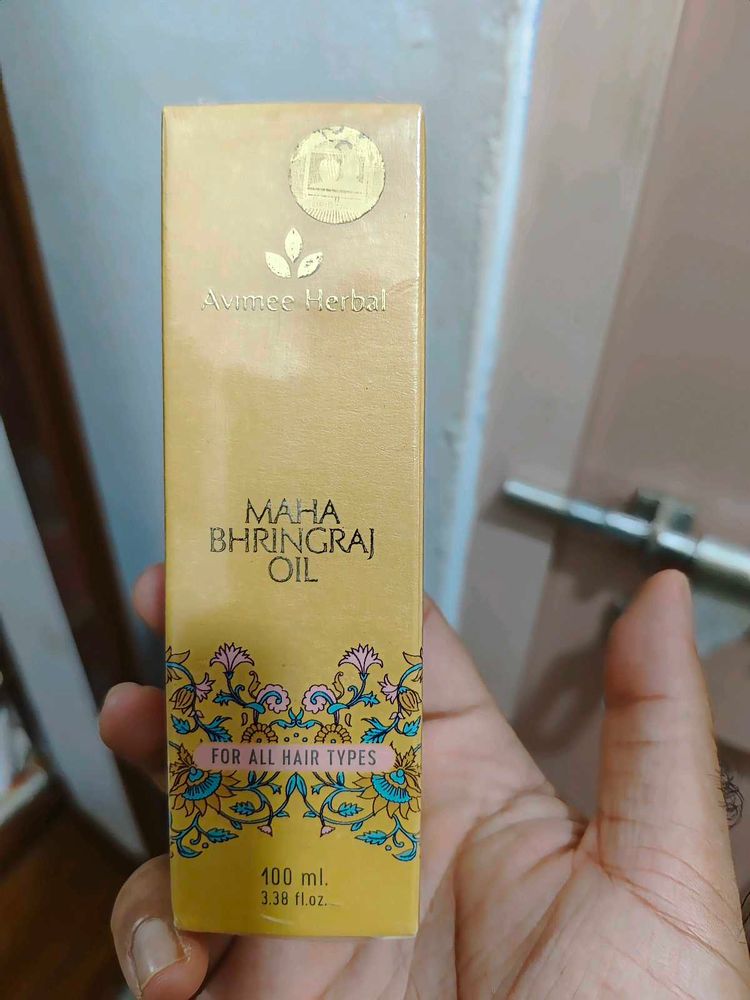 Avimee Herbal
MAHA
BHRINGRAJ
OIL
FOR ALL HAIR TYPES
100 ml.
3.38 fl.oz.